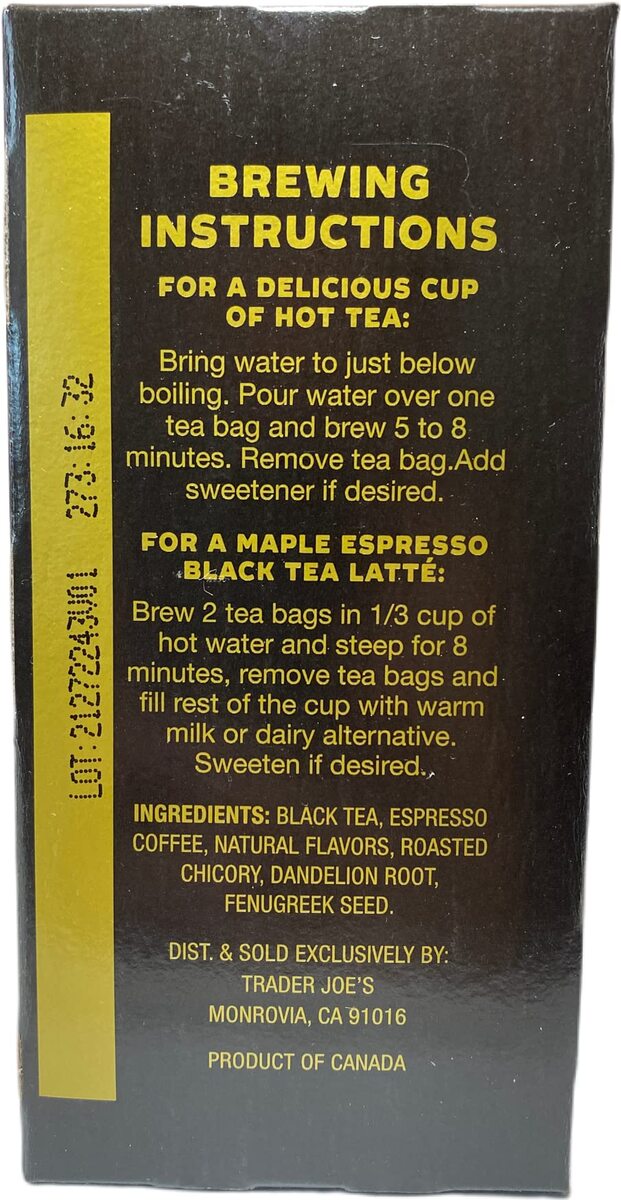 BREWING
INSTRUCTIONS
FOR A DELICIOUS CUP
OF HOT TEA:
Bring water to just below
boiling. Pour water over one
tea bag and brew 5 to 8
minutes. Remove tea bag.Add
sweetener if desired.
FOR A MAPLE ESPRESSO
BLACK TEA LATTÉ:
Brew 2 tea bags in 1/3 cup of
hot water and steep for 8
minutes, remove tea bags and
fill rest of the cup with warm
milk or dairy alternative.
Sweeten if desired.
INGREDIENTS: BLACK TEA, ESPRESSO
COFFEE, NATURAL FLAVORS, ROASTED
CHICORY, DANDELION ROOT,
FENUGREEK SEED.
DIST. & SOLD EXCLUSIVELY BY:
TRADER JOE'S
MONROVIA, CA 91016
PRODUCT OF CANADA
LOT:21272243V01 273:16:32